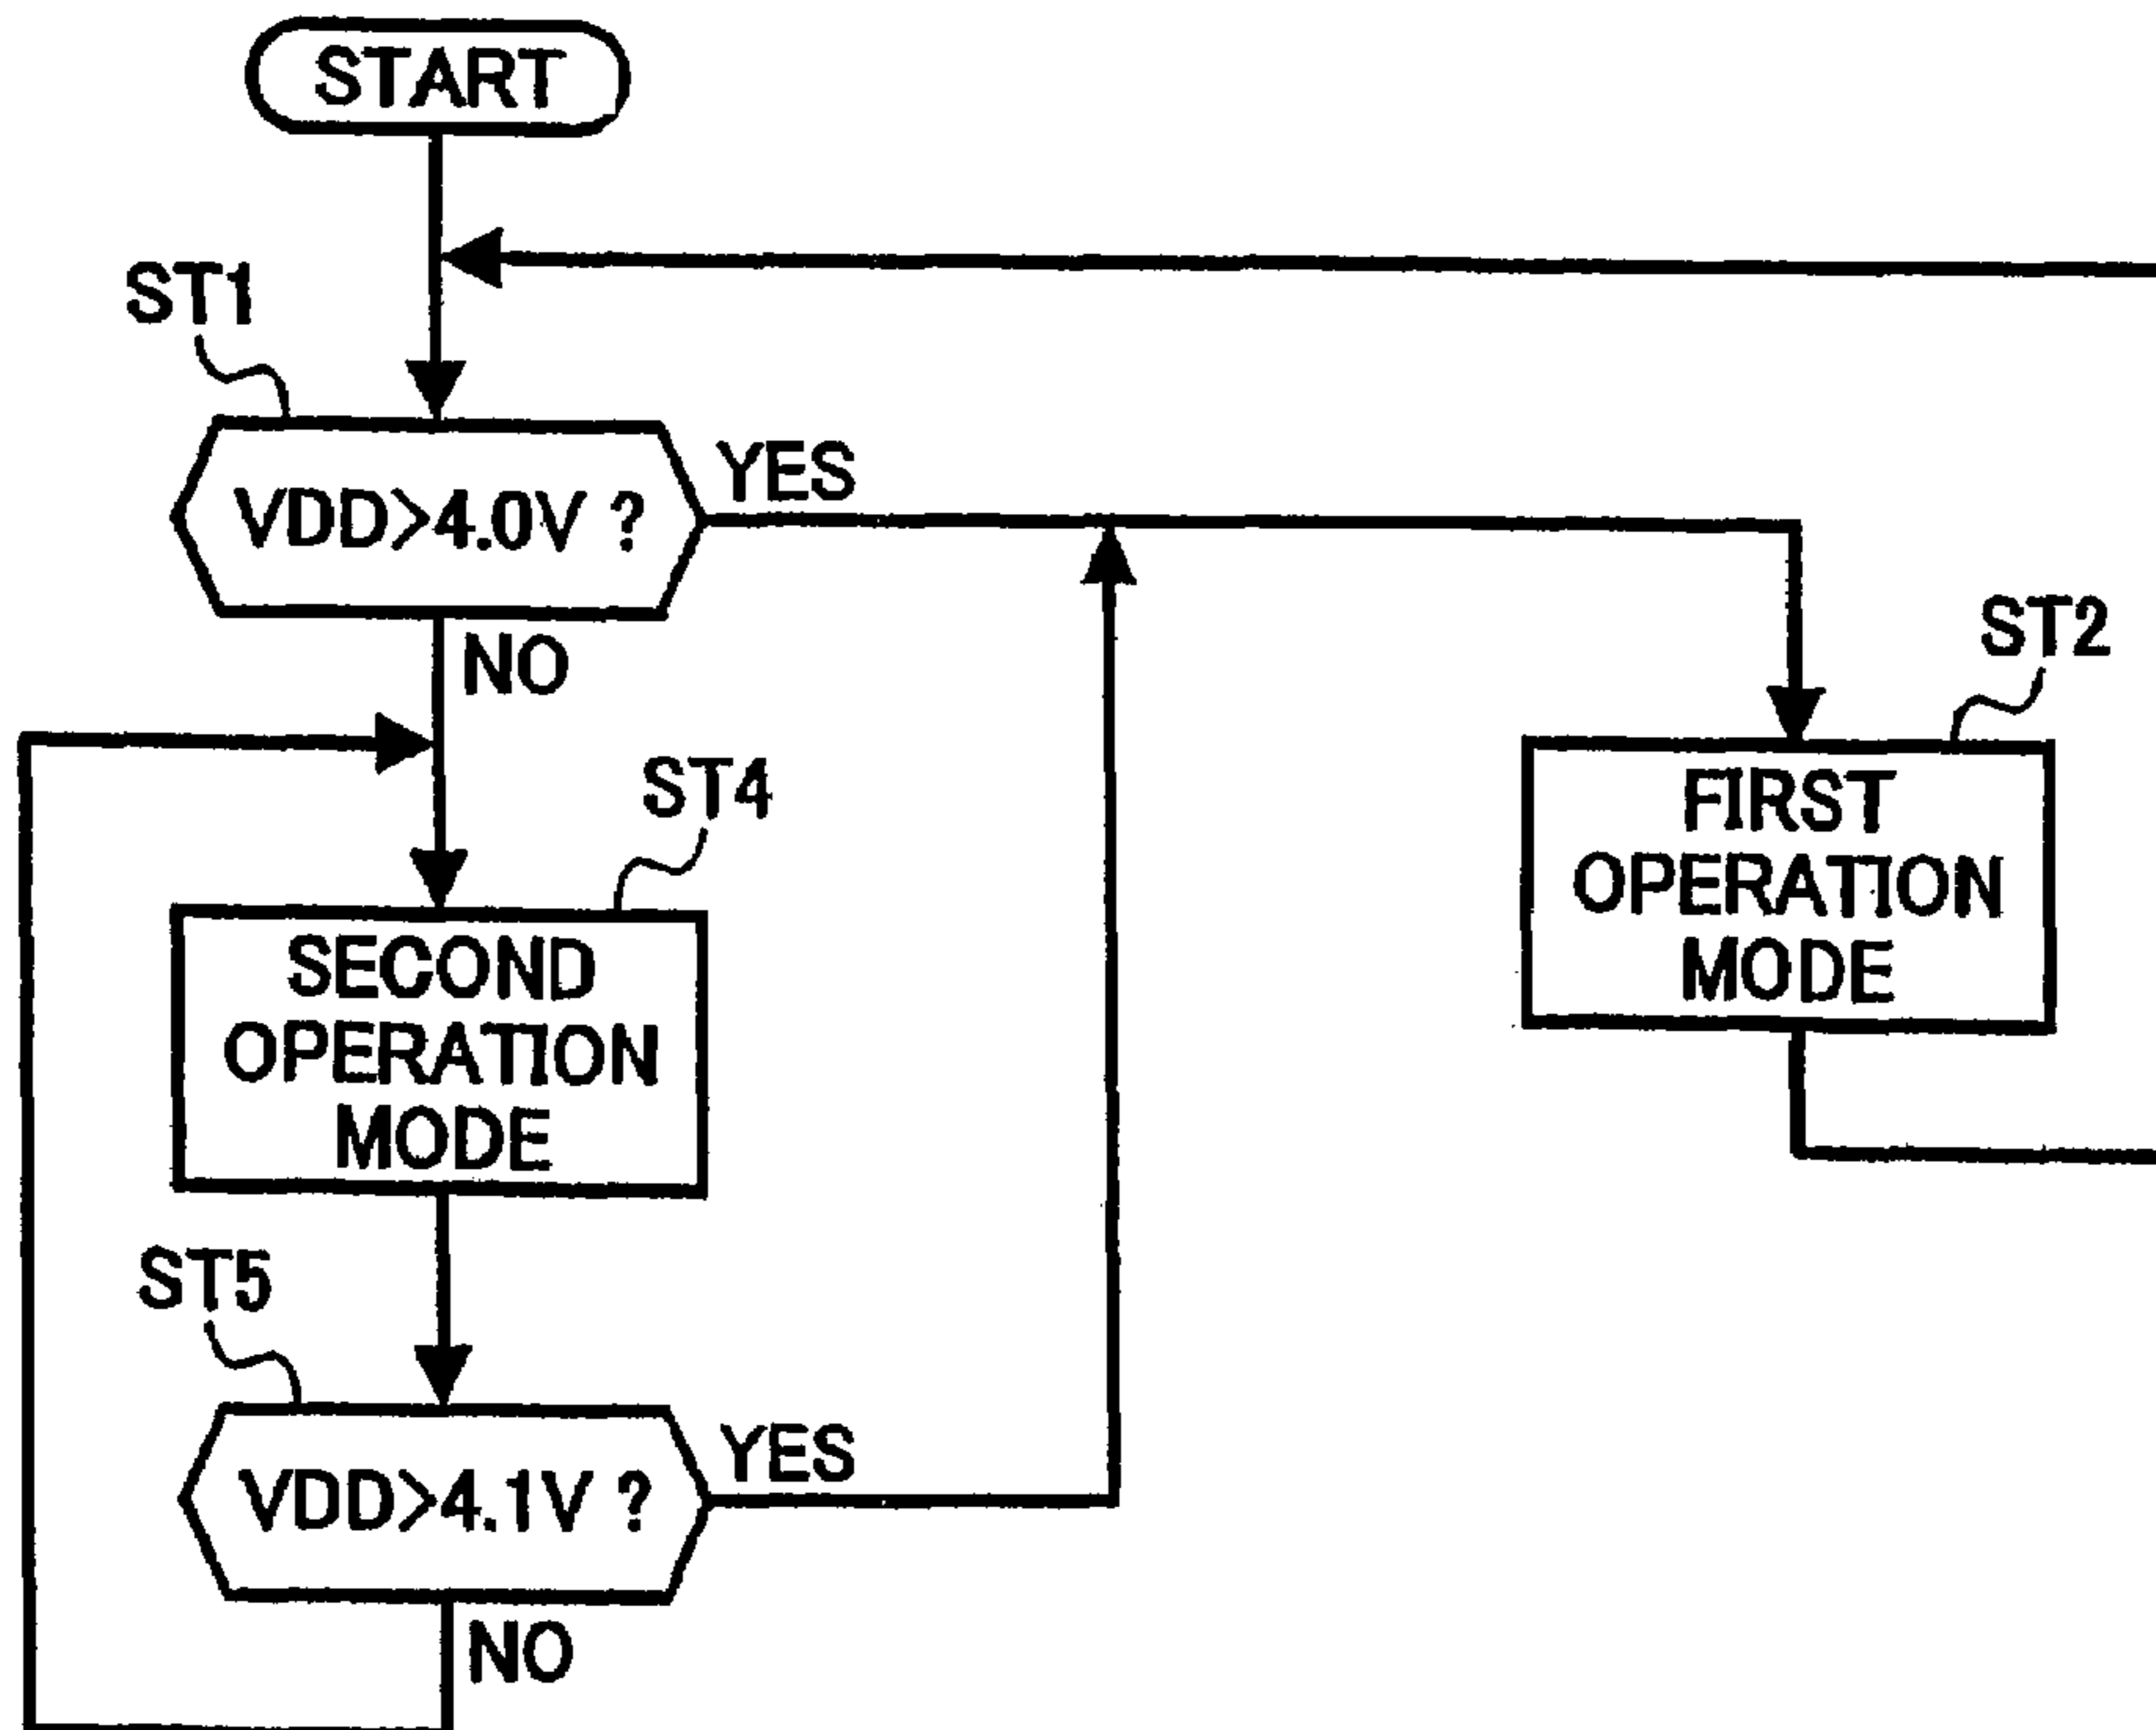 START
ST1
VDD>4.0V ?
YES
NO
ST2
FIRST
OPERATION
MODE
ST4
SECOND
OPERATION
MODE
ST5
VDD>4.1V ?
YES
NO